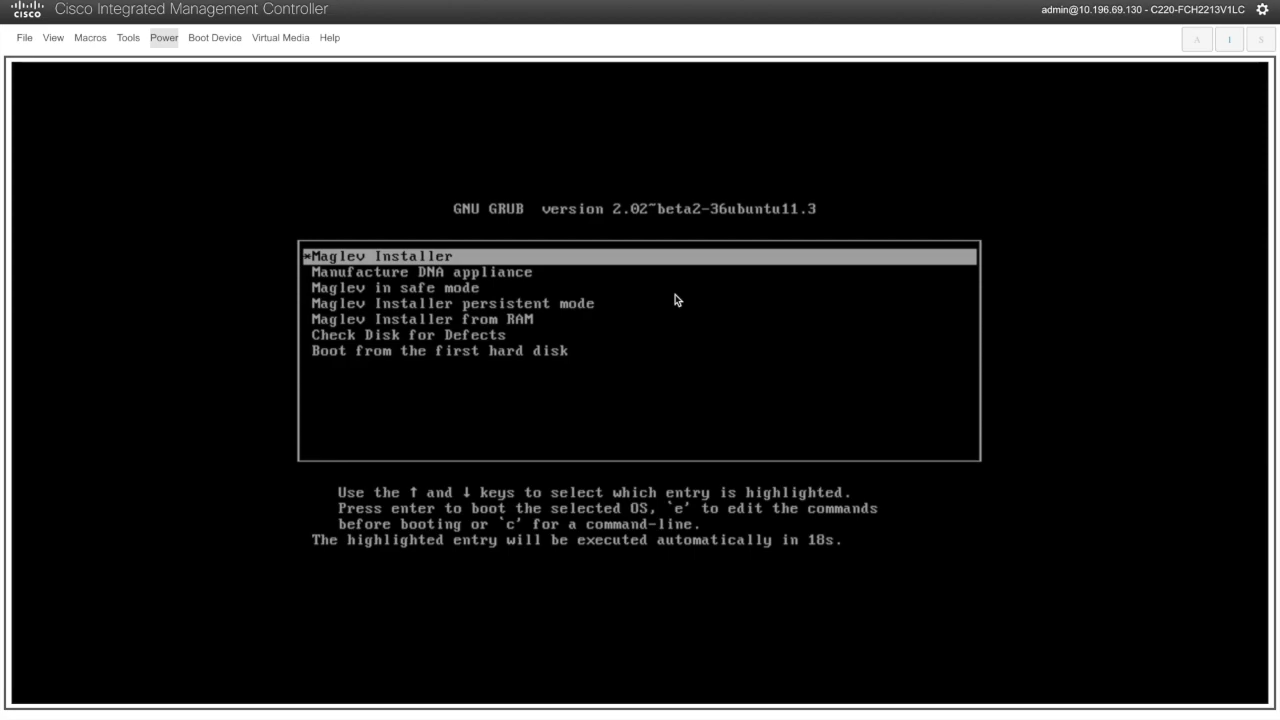 CISCO
Cisco Integrated Management Controller
admin@10.196.69.130 - C220-FCH2213V1LC
File View Macros Tools Power Boot Device Virtual Media Help
A I S
GNU GRUB version 2.02~beta2-36ubuntu11.3
*Maglev Installer
Manufacture DNA appliance
Maglev in safe mode
Maglev Installer persistent mode
Maglev Installer from RAM
Check Disk for Defects
Boot from the first hard disk
Use the ↑ and ↓ keys to select which entry is highlighted.
Press enter to boot the selected OS, `e' to edit the commands
before booting or `c' for a command-line.
The highlighted entry will be executed automatically in 18s.